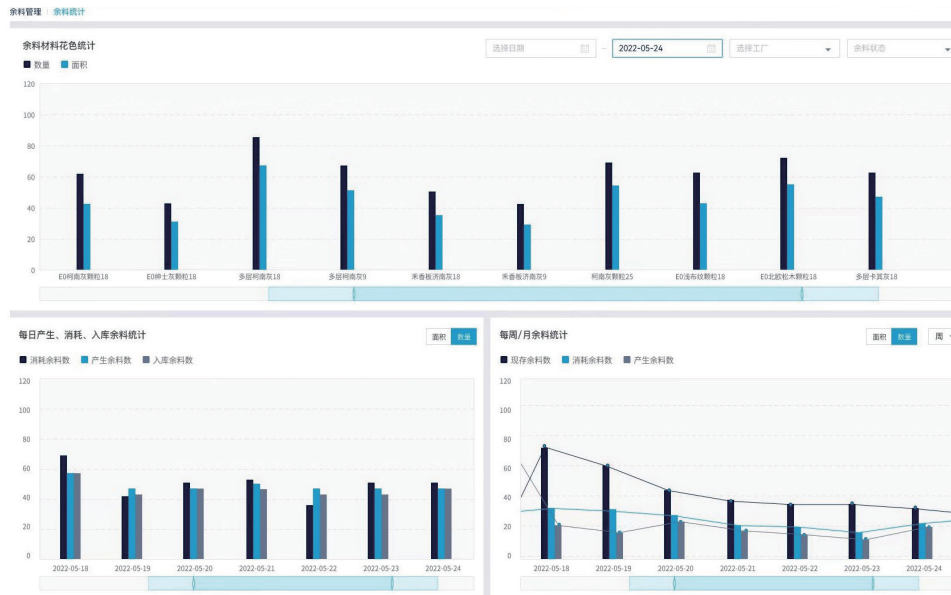 余料管理 | 余料统计
余料材料花色统计
选择日期 - 2022-05-24 选择工厂 余料状态
数量 面积
120
100
80
60
40
20
0
E0柯南灰颗粒18 E0绅士灰颗粒18 多层柯南灰18 多层柯南灰9 禾香板济南灰18 禾香板济南灰9 柯南灰颗粒25 E0浅布纹颗粒18 E0北欧松木颗粒18 多层卡其灰18
每日产生、消耗、入库余料统计 面积 数量
消耗余料数 产生余料数 入库余料数
120
100
80
60
40
20
0
2022-05-18 2022-05-19 2022-05-20 2022-05-21 2022-05-22 2022-05-23 2022-05-24
每周/月余料统计 面积 数量 周
现存余料数 消耗余料数 产生余料数
120
100
80
60
40
20
0
2022-05-18 2022-05-19 2022-05-20 2022-05-21 2022-05-22 2022-05-23 2022-05-24